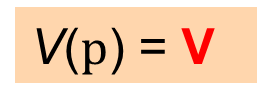 V(p) = V